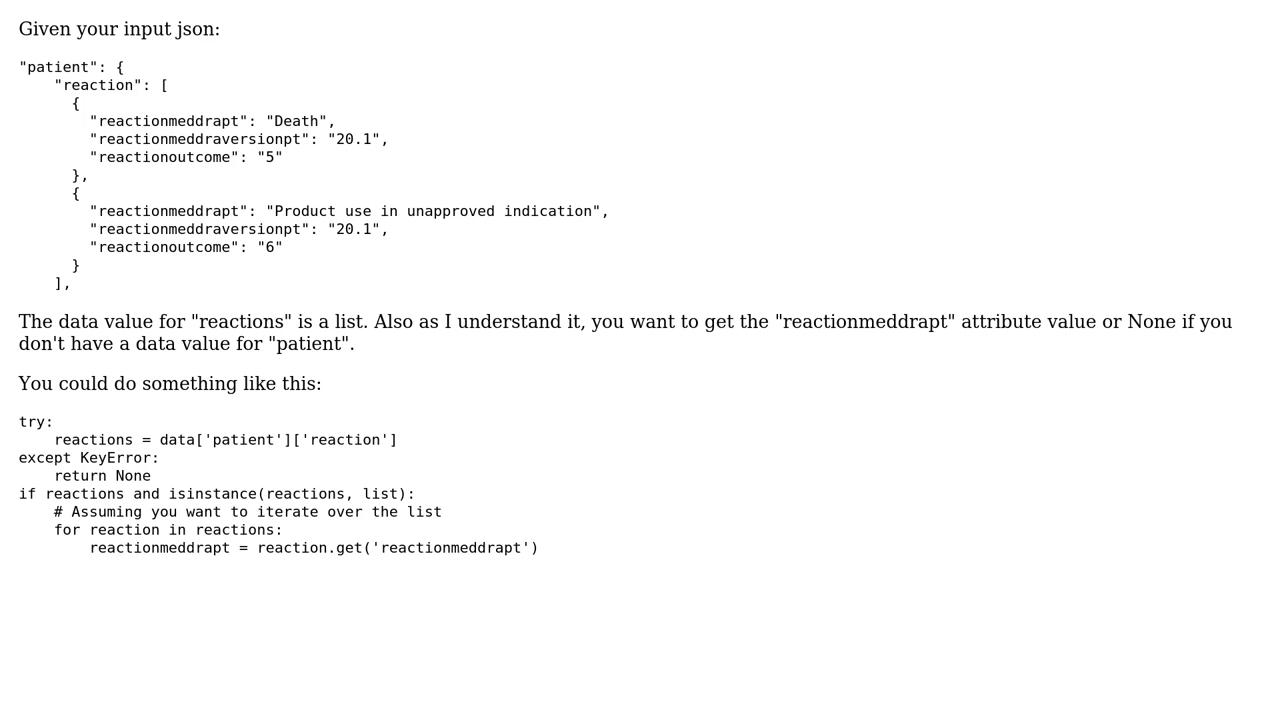 Given your input json:
"patient": {
    "reaction": [
      {
        "reactionmeddrapt": "Death",
        "reactionmeddraversionpt": "20.1",
        "reactionoutcome": "5"
      },
      {
        "reactionmeddrapt": "Product use in unapproved indication",
        "reactionmeddraversionpt": "20.1",
        "reactionoutcome": "6"
      }
    ],
The data value for "reactions" is a list. Also as I understand it, you want to get the "reactionmeddrapt" attribute value or None if you
don't have a data value for "patient".
You could do something like this:
try:
    reactions = data['patient']['reaction']
except KeyError:
    return None
if reactions and isinstance(reactions, list):
    # Assuming you want to iterate over the list
    for reaction in reactions:
        reactionmeddrapt = reaction.get('reactionmeddrapt')